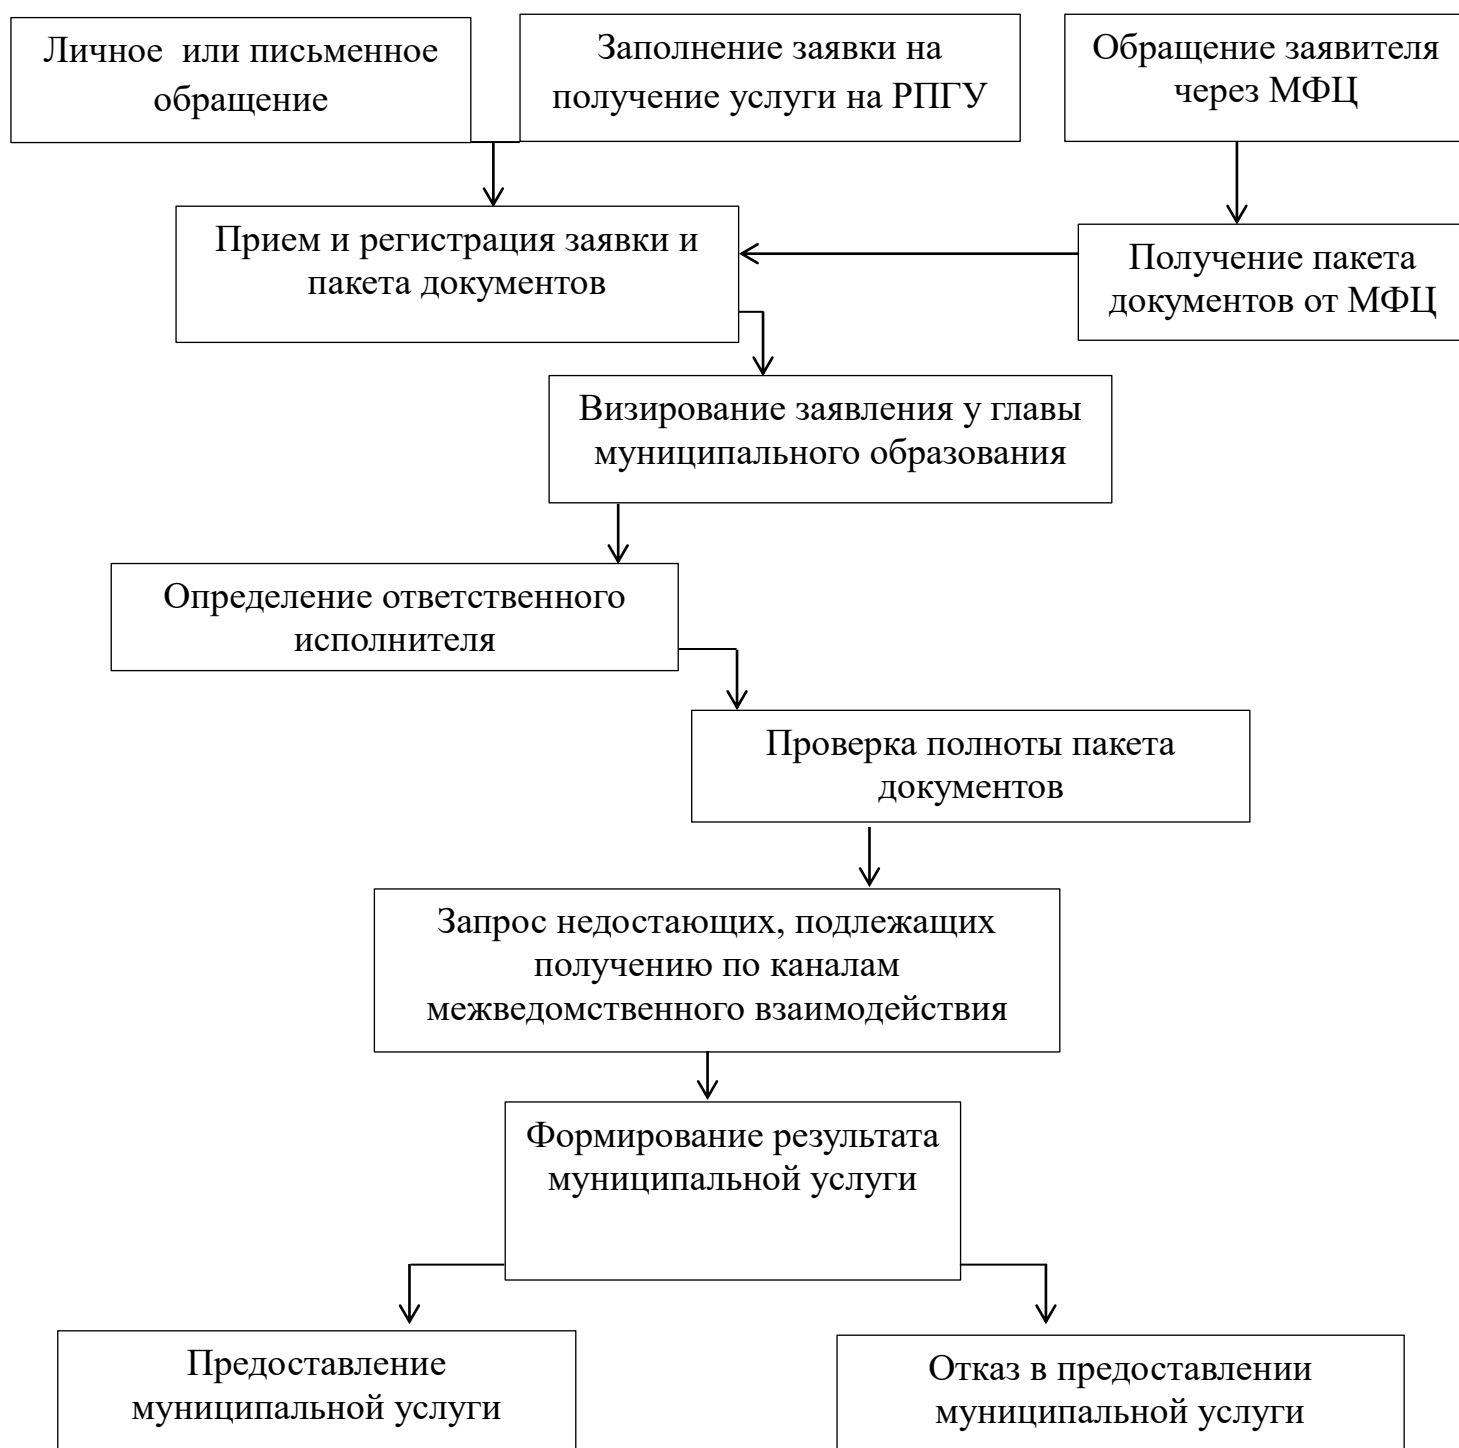 Личное или письменное
обращение
Заполнение заявки на
получение услуги на РПГУ
Обращение заявителя
через МФЦ
Прием и регистрация заявки и
пакета документов
Получение пакета
документов от МФЦ
Визирование заявления у главы
муниципального образования
Определение ответственного
исполнителя
Проверка полноты пакета
документов
Запрос недостающих, подлежащих
получению по каналам
межведомственного взаимодействия
Формирование результата
муниципальной услуги
Предоставление
муниципальной услуги
Отказ в предоставлении
муниципальной услуги